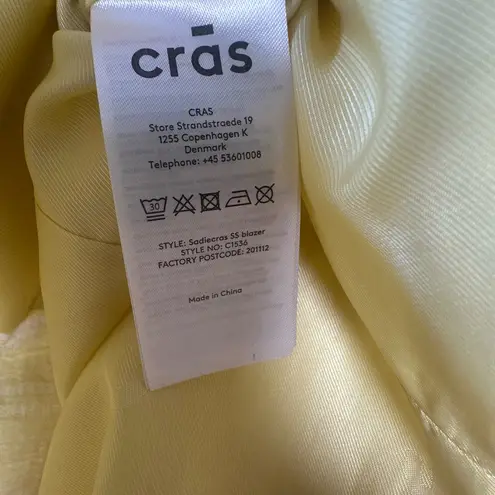 cras
CRAS
Store Strandstraede 19
1255 Copenhagen K
Denmark
Telephone: +45 53601008
30
STYLE: Sadiecras SS blazer
STYLE NO: C1536
FACTORY POSTCODE: 201112
Made in China